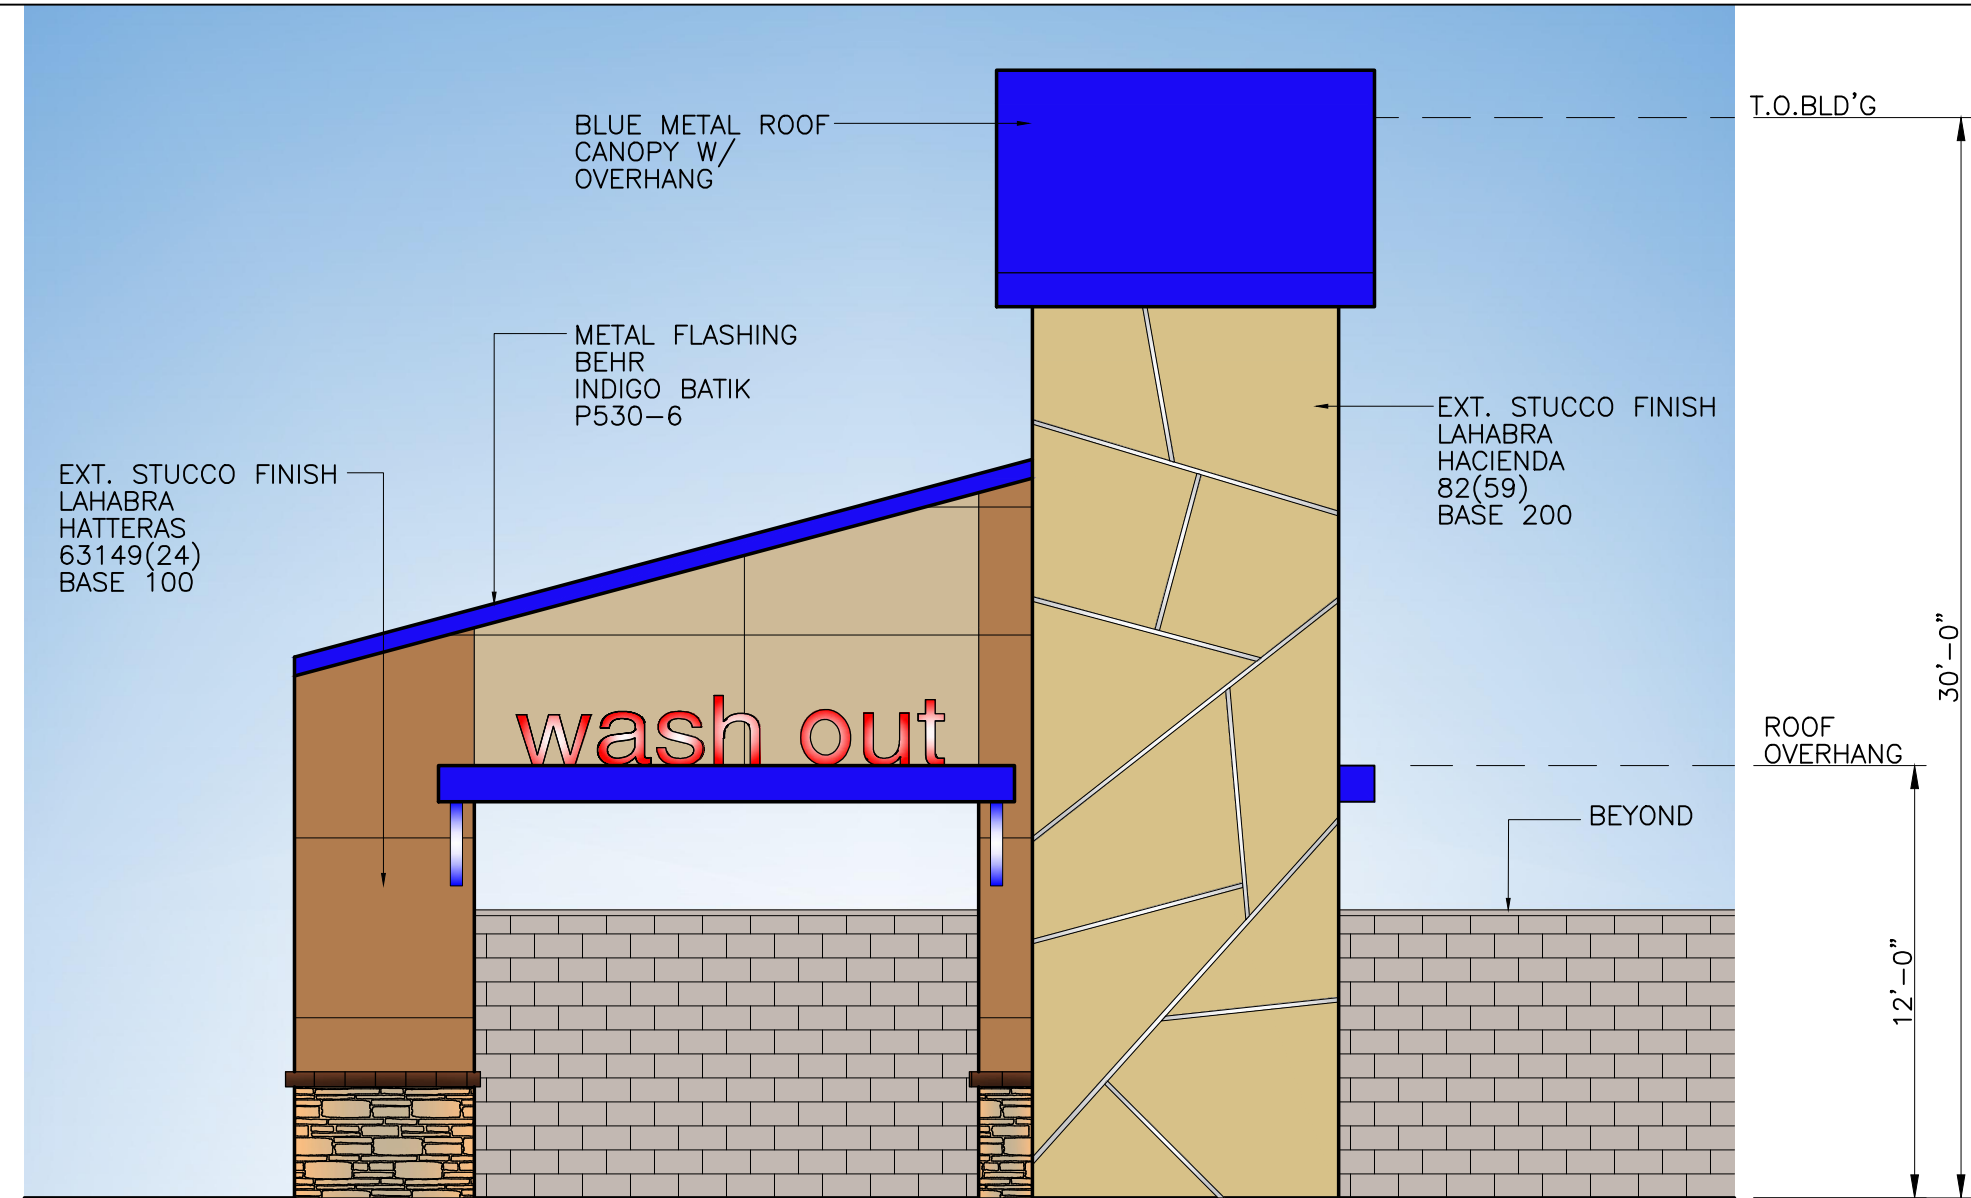 T.O.BLD'G
BLUE METAL ROOF
CANOPY W/
OVERHANG
METAL FLASHING
BEHR
INDIGO BATIK
P530-6
EXT. STUCCO FINISH
LAHABRA
HACIENDA
82(59)
BASE 200
EXT. STUCCO FINISH
LAHABRA
HATTERAS
63149(24)
BASE 100
30'-0"
wash out
ROOF
OVERHANG
BEYOND
12'-0"